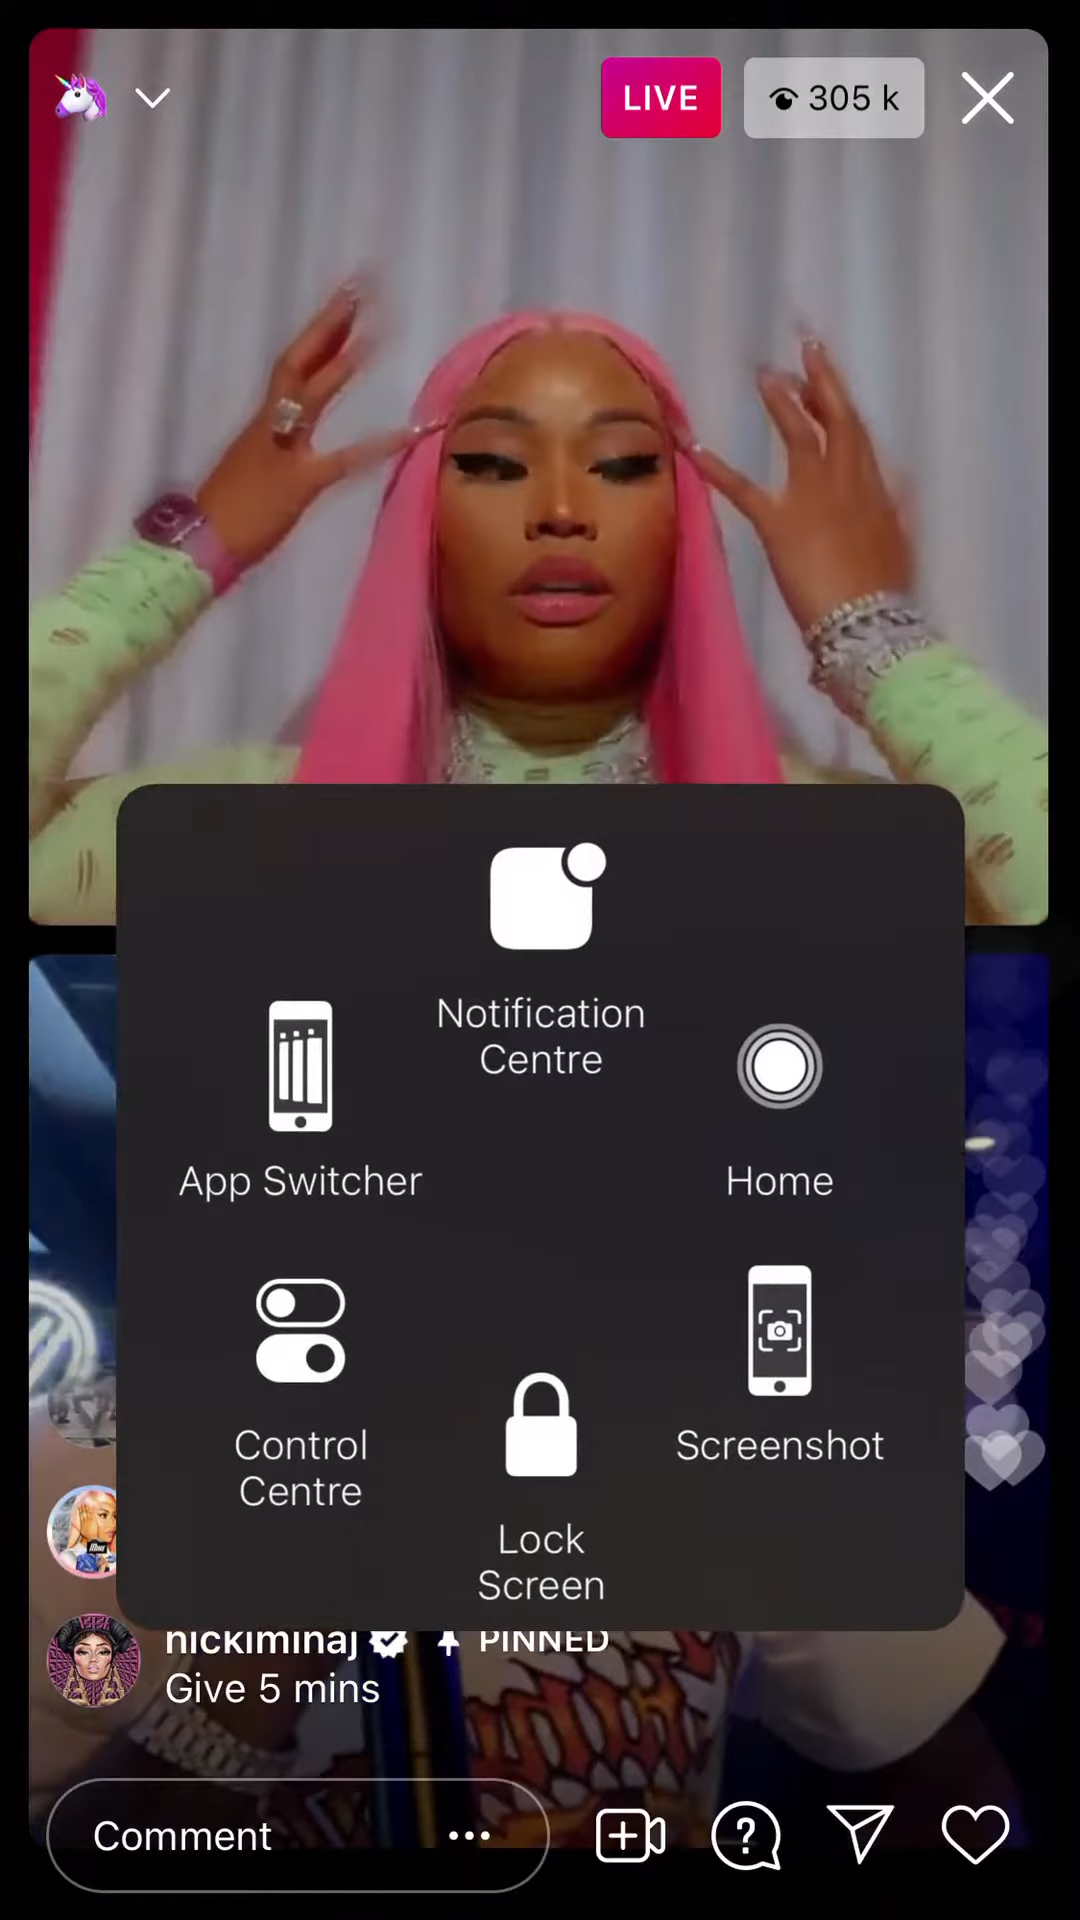 LIVE
305 k
Notification
Centre
App Switcher
Home
Control
Centre
Screenshot
Lock
Screen
nickiminaj PINNED
Give 5 mins
Comment